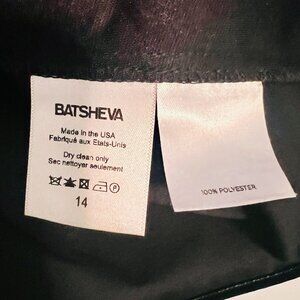 BATSHEVA
Made in the USA
Fabriqué aux Etats-Unis
Dry clean only
Sec nettoyer seulement
14
100% POLYESTER